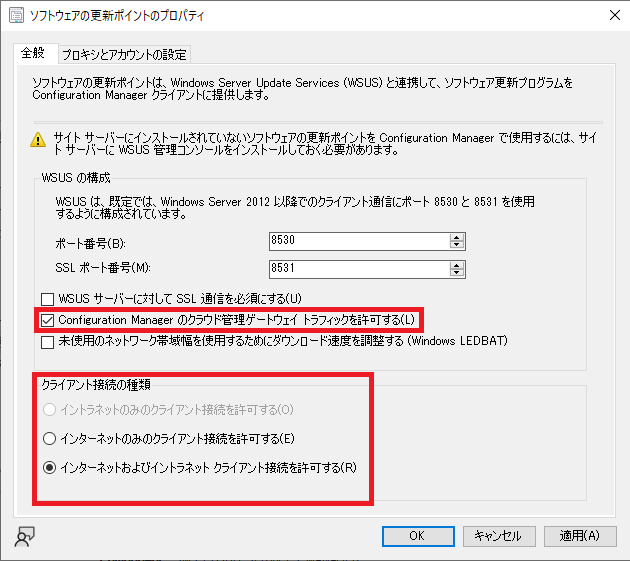 ソフトウェアの更新ポイントのプロパティ
全般
プロキシとアカウントの設定
ソフトウェアの更新ポイントは、Windows Server Update Services (WSUS) と連携して、ソフトウェア更新プログラムを
Configuration Manager クライアントに提供します。
サイト サーバーにインストールされていないソフトウェアの更新ポイントを Configuration Manager で使用するには、サイ
ト サーバーに WSUS 管理コンソールをインストールしておく必要があります。
WSUS の構成
WSUS は、既定では、Windows Server 2012 以降でのクライアント通信にポート 8530 と 8531 を使用
するように構成されています。
ポート番号(B):
8530
SSL ポート番号(M):
8531
WSUS サーバーに対して SSL 通信を必須にする(U)
Configuration Manager のクラウド管理ゲートウェイ トラフィックを許可する(L)
未使用のネットワーク帯域幅を使用するためにダウンロード速度を調整する (Windows LEDBAT)
クライアント接続の種類
イントラネットのみのクライアント接続を許可する(O)
インターネットのみのクライアント接続を許可する(E)
インターネットおよびイントラネット クライアント接続を許可する(R)
OK
キャンセル
適用(A)